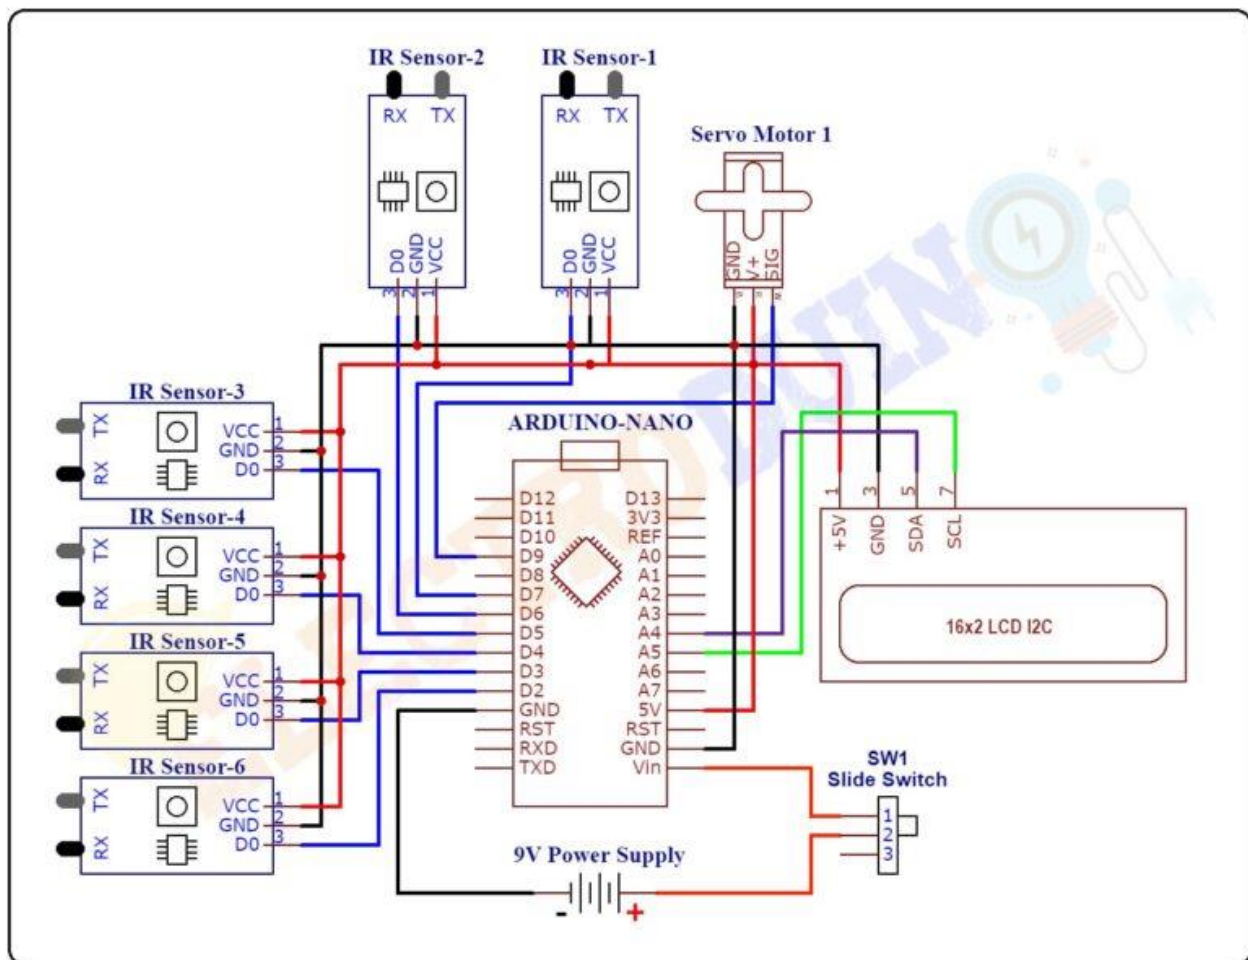 IR Sensor-2
RX TX
D0 GND VCC
3 2 1
IR Sensor-1
RX TX
D0 GND VCC
3 2 1
Servo Motor 1
GND V+ SIG
IR Sensor-3
TX
RX
VCC 1
GND 2
D0 3
IR Sensor-4
TX
RX
VCC 1
GND 2
D0 3
IR Sensor-5
TX
RX
VCC 1
GND 2
D0 3
IR Sensor-6
TX
RX
VCC 1
GND 2
D0 3
ARDUINO-NANO
D12 D13
D11 3V3
D10 REF
D9 A0
D8 A1
D7 A2
D6 A3
D5 A4
D4 A5
D3 A6
D2 A7
GND 5V
RST RST
RXD GND
TXD Vin
1 3 5 7
+5V GND SDA SCL
16x2 LCD I2C
SW1
Slide Switch
1
2
3
9V Power Supply
- +
ELECTRODUINO